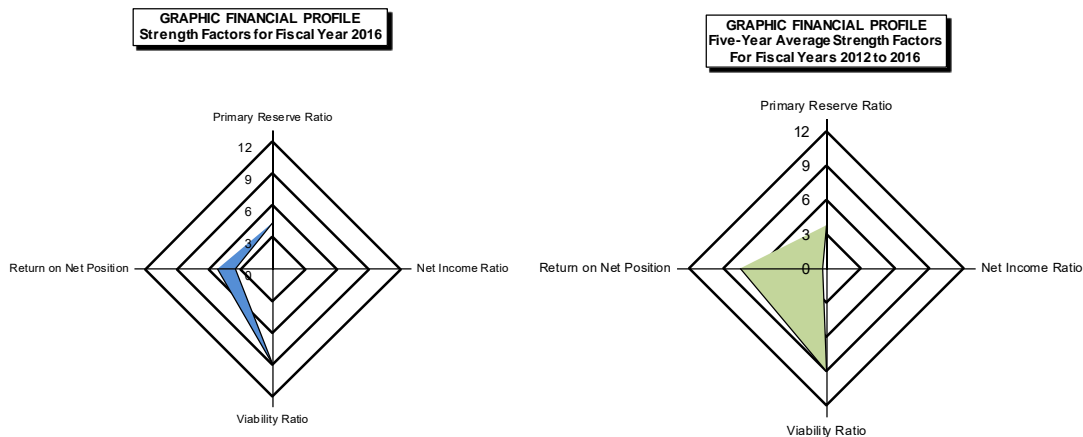 GRAPHIC FINANCIAL PROFILE
Strength Factors for Fiscal Year 2016
Primary Reserve Ratio
12
9
6
3
0
Return on Net Position
Net Income Ratio
Viability Ratio
GRAPHIC FINANCIAL PROFILE
Five-Year Average Strength Factors
For Fiscal Years 2012 to 2016
Primary Reserve Ratio
12
9
6
3
0
Return on Net Position
Net Income Ratio
Viability Ratio